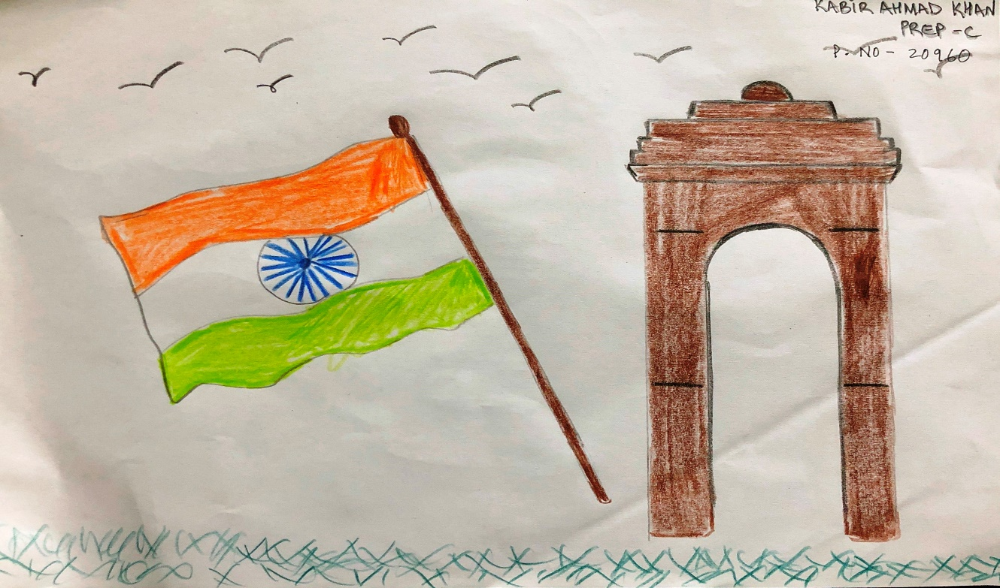 KABIR AHMAD KHAN
PREP - C
P. NO - 20960